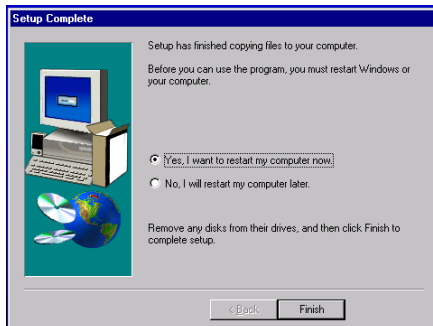 Setup Complete
Setup has finished copying files to your computer.
Before you can use the program, you must restart Windows or
your computer.
Yes, I want to restart my computer now.
No, I will restart my computer later.
Remove any disks from their drives, and then click Finish to
complete setup.
< Back
Finish